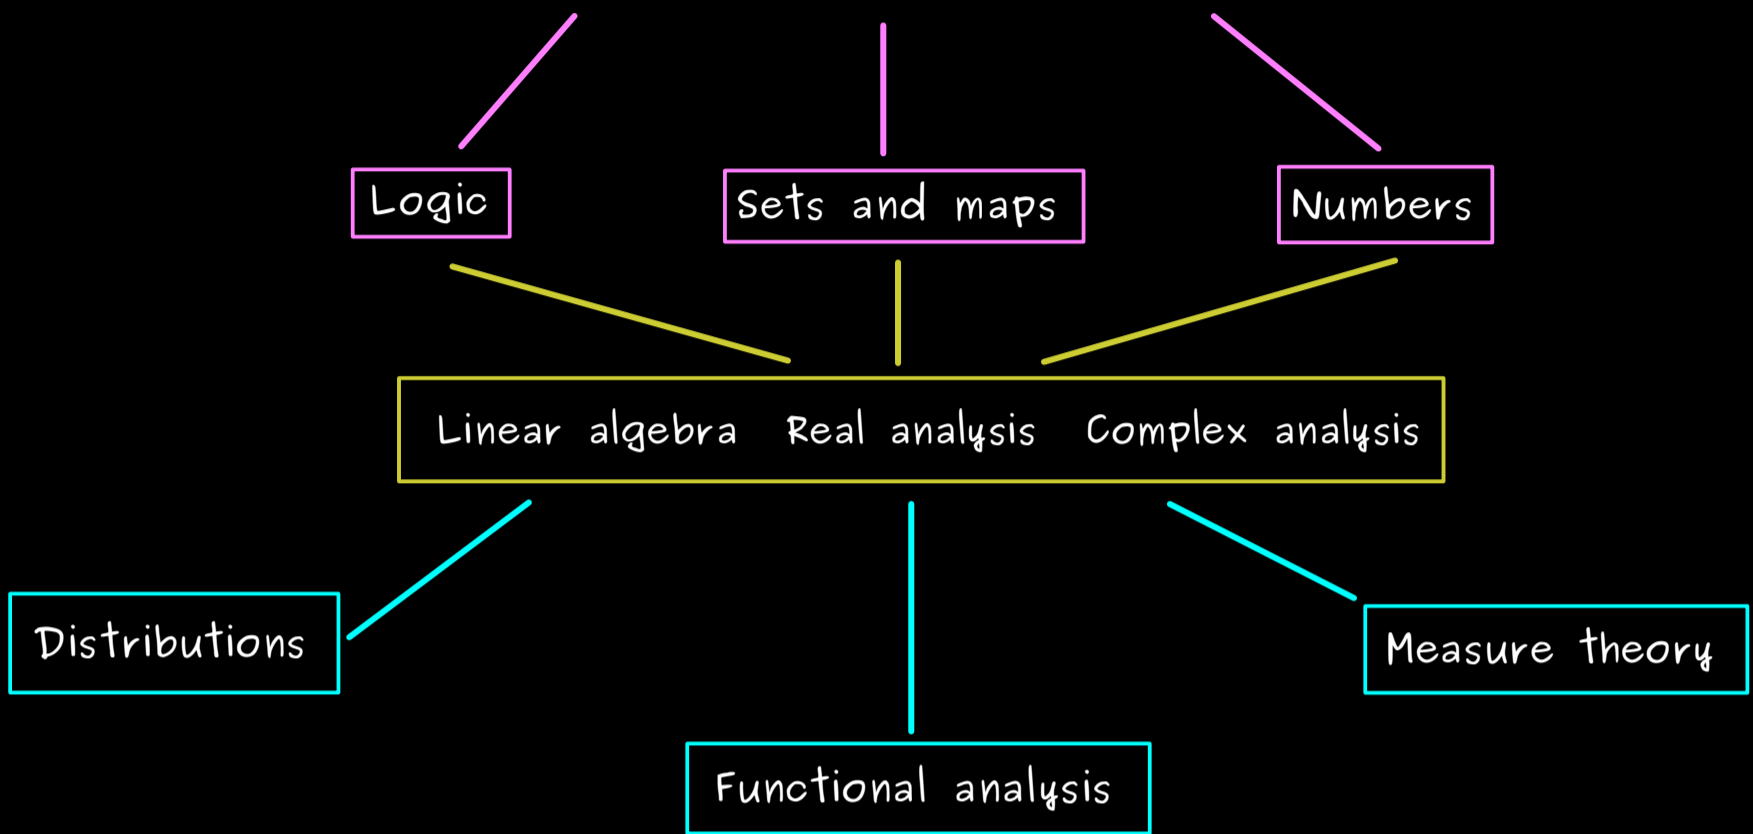 Logic
Sets and maps
Numbers
Linear algebra Real analysis Complex analysis
Distributions
Measure theory
Functional analysis